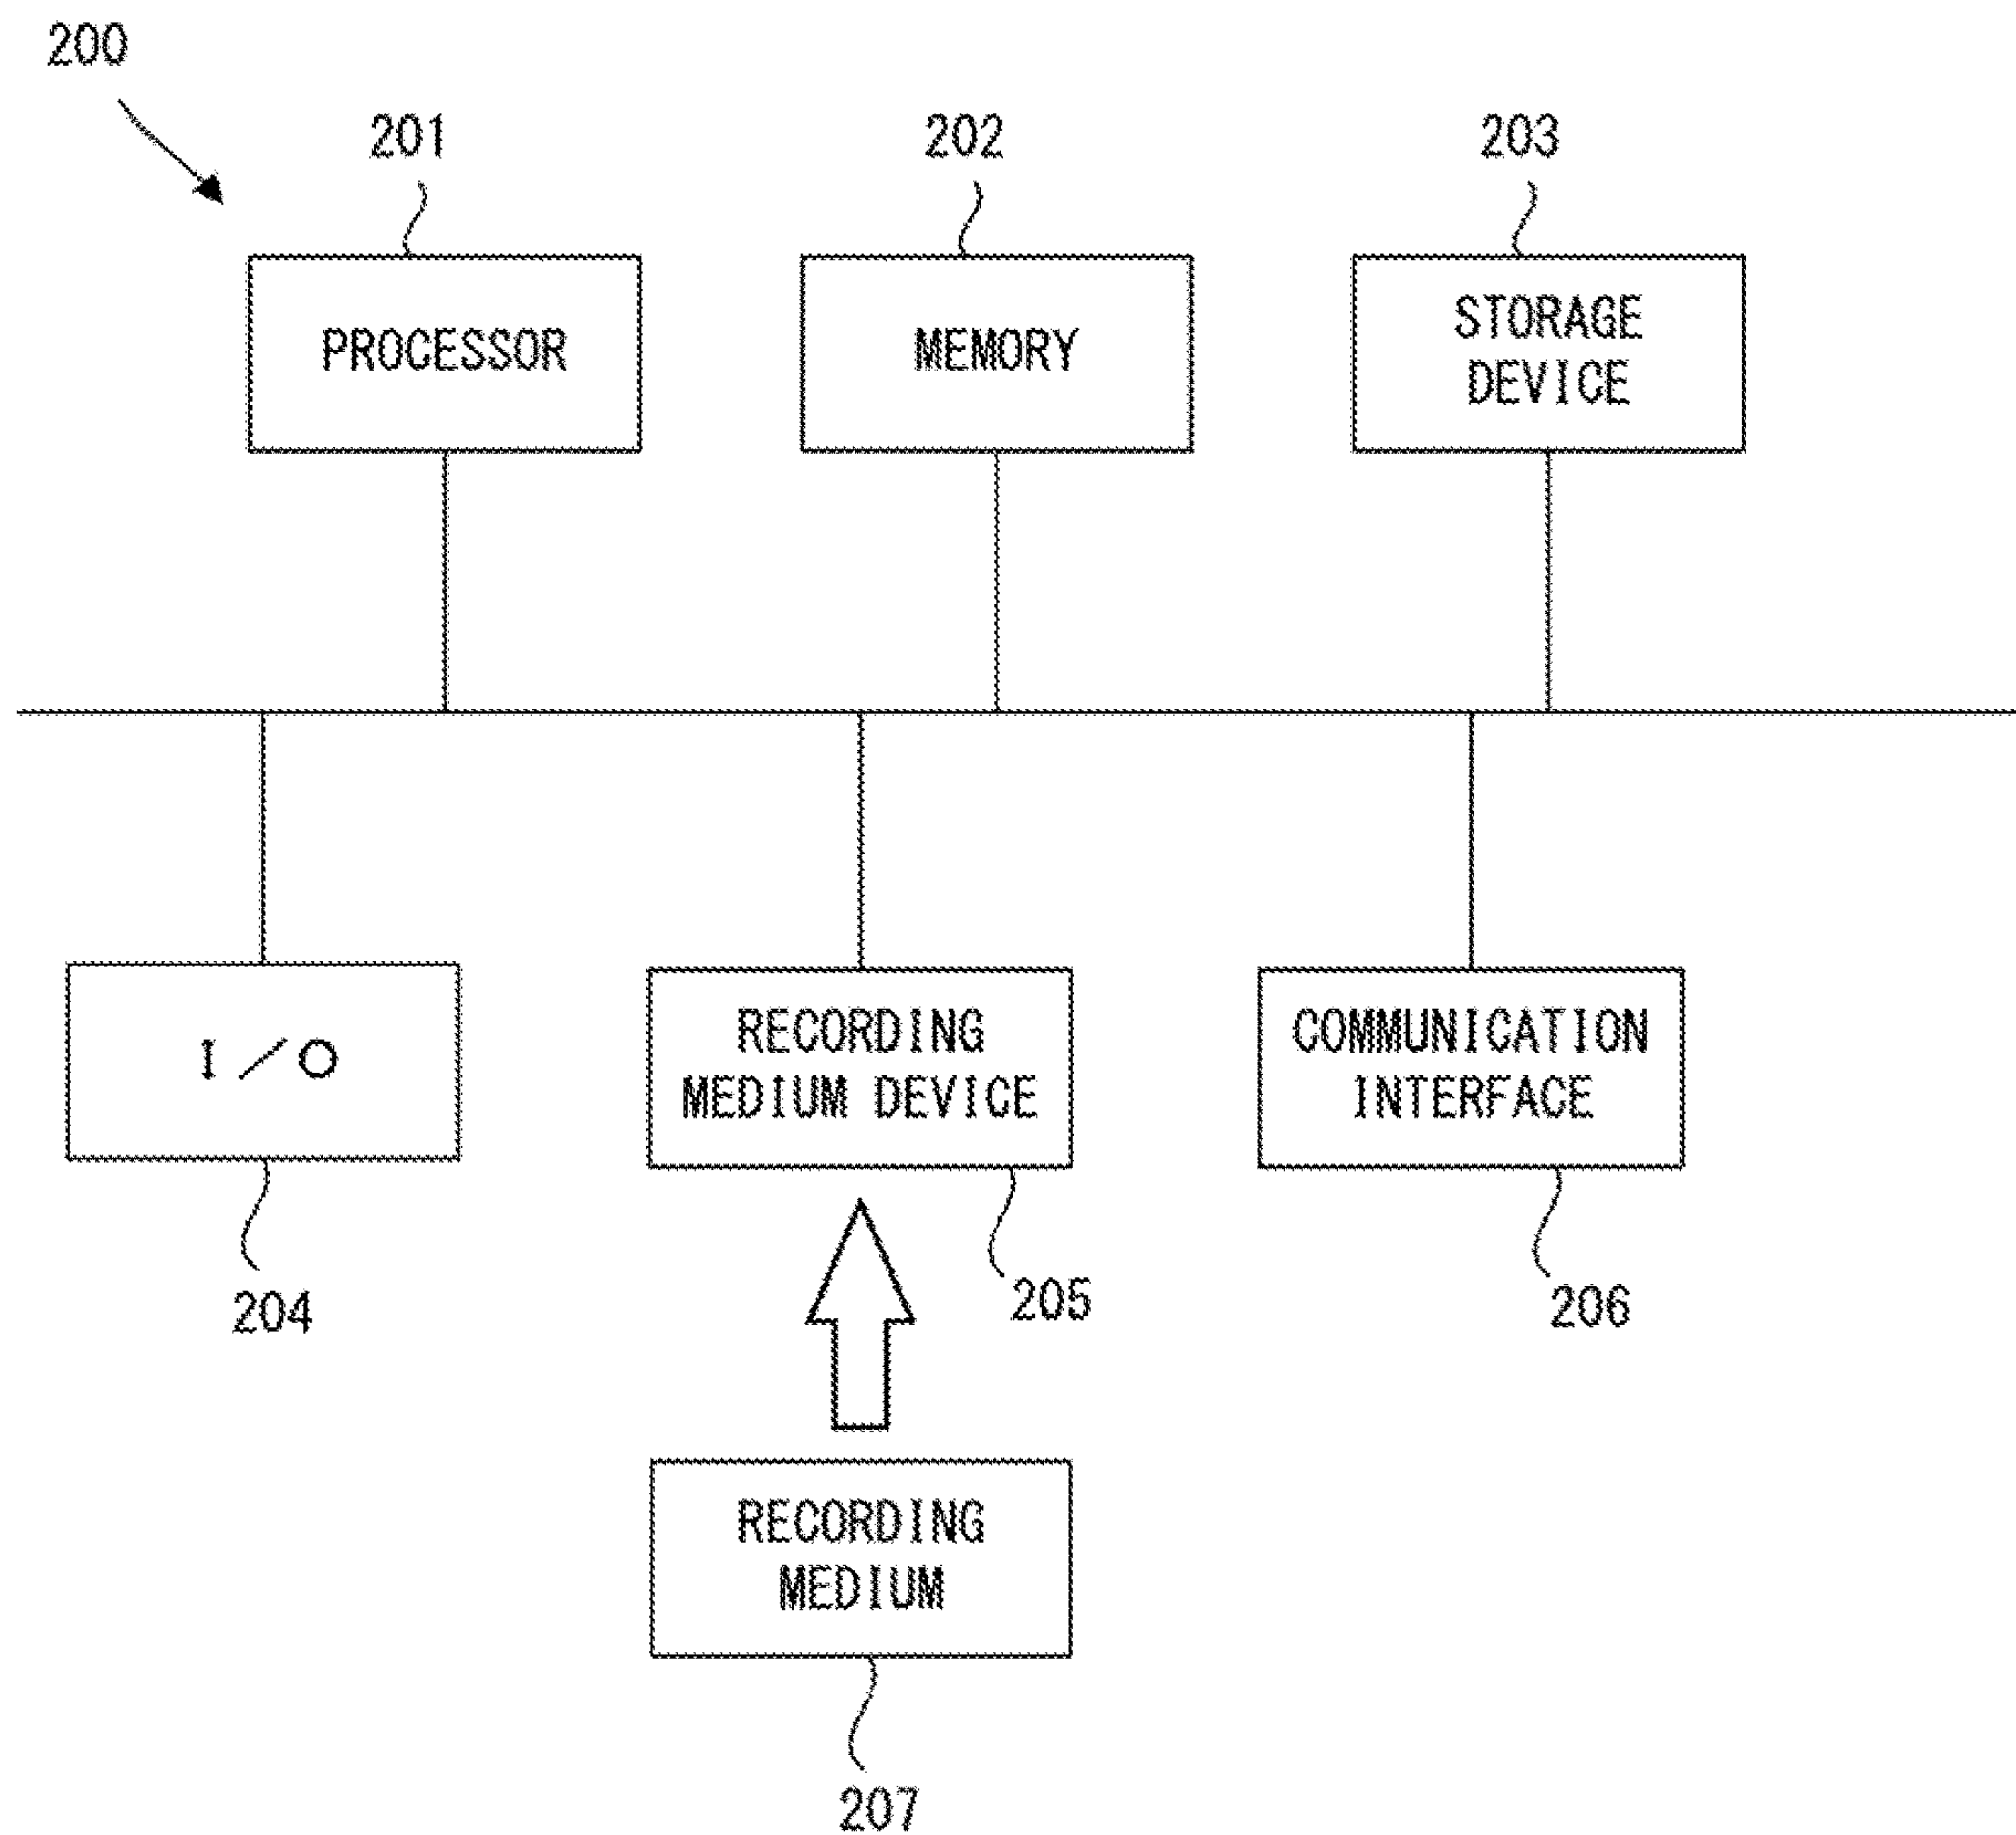 200
201
202
203
PROCESSOR
MEMORY
STORAGE
DEVICE
I/O
RECORDING
MEDIUM DEVICE
COMMUNICATION
INTERFACE
204
205
206
RECORDING
MEDIUM
207